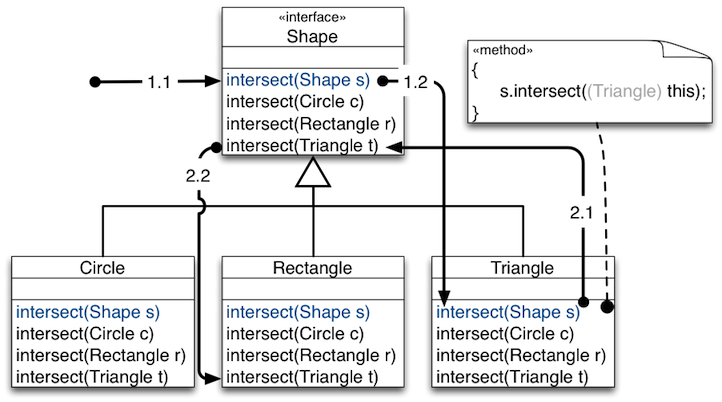 «interface»
Shape
intersect(Shape s)
intersect(Circle c)
intersect(Rectangle r)
intersect(Triangle t)
1.1
1.2
2.2
2.1
«method»
{
s.intersect((Triangle) this);
}
Circle
intersect(Shape s)
intersect(Circle c)
intersect(Rectangle r)
intersect(Triangle t)
Rectangle
intersect(Shape s)
intersect(Circle c)
intersect(Rectangle r)
intersect(Triangle t)
Triangle
intersect(Shape s)
intersect(Circle c)
intersect(Rectangle r)
intersect(Triangle t)